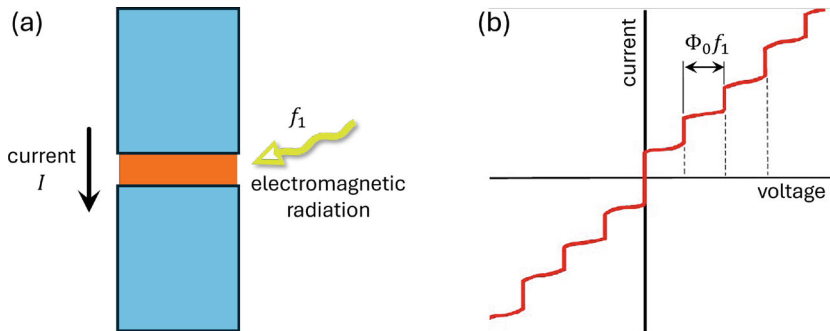 (a)
current
I
f₁
electromagnetic
radiation
(b)
current
Φ₀f₁
voltage